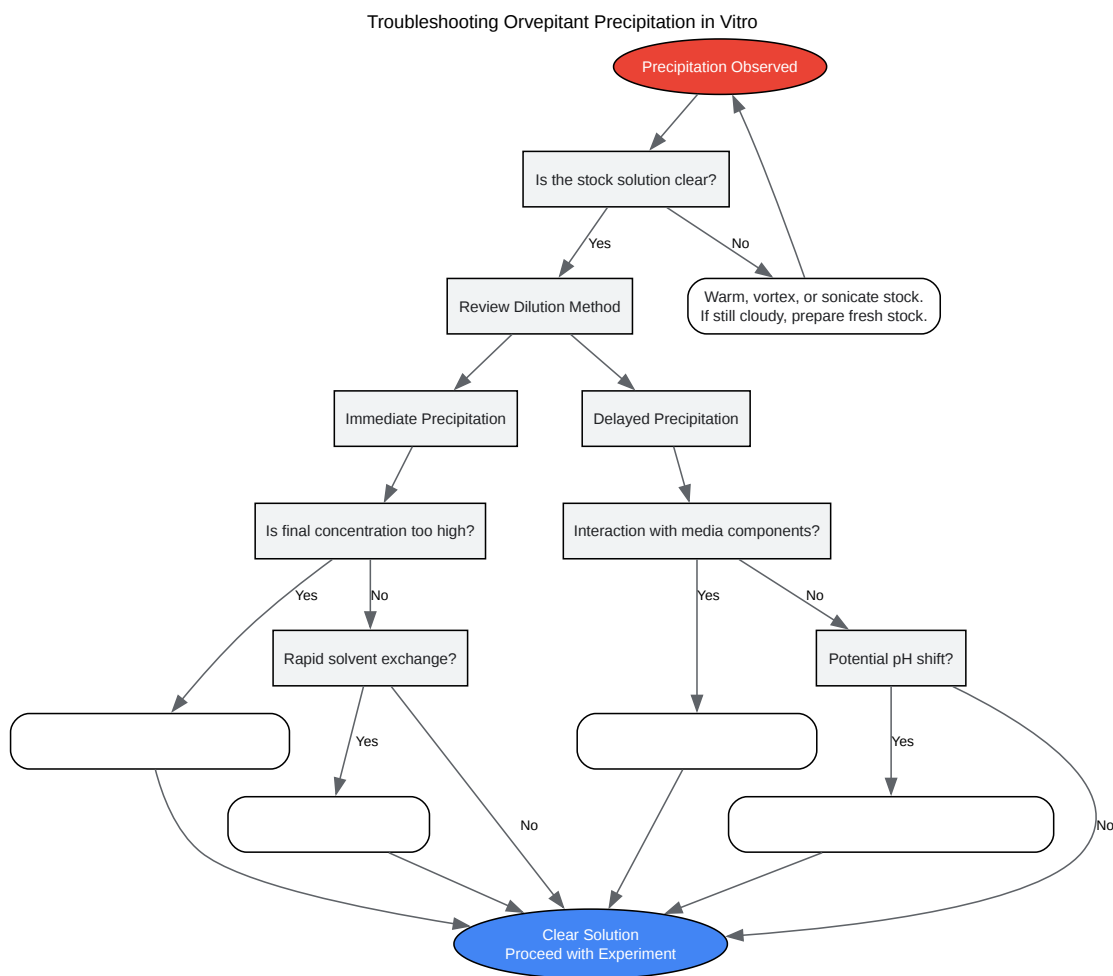 Troubleshooting Orvepitant Precipitation in Vitro
Precipitation Observed
Is the stock solution clear?
Yes
No
Review Dilution Method
Warm, vortex, or sonicate stock.
If still cloudy, prepare fresh stock.
Immediate Precipitation
Delayed Precipitation
Is final concentration too high?
Interaction with media components?
Yes
No
Yes
No
Rapid solvent exchange?
Potential pH shift?
Yes
Yes
No
No
Clear Solution
Proceed with Experiment